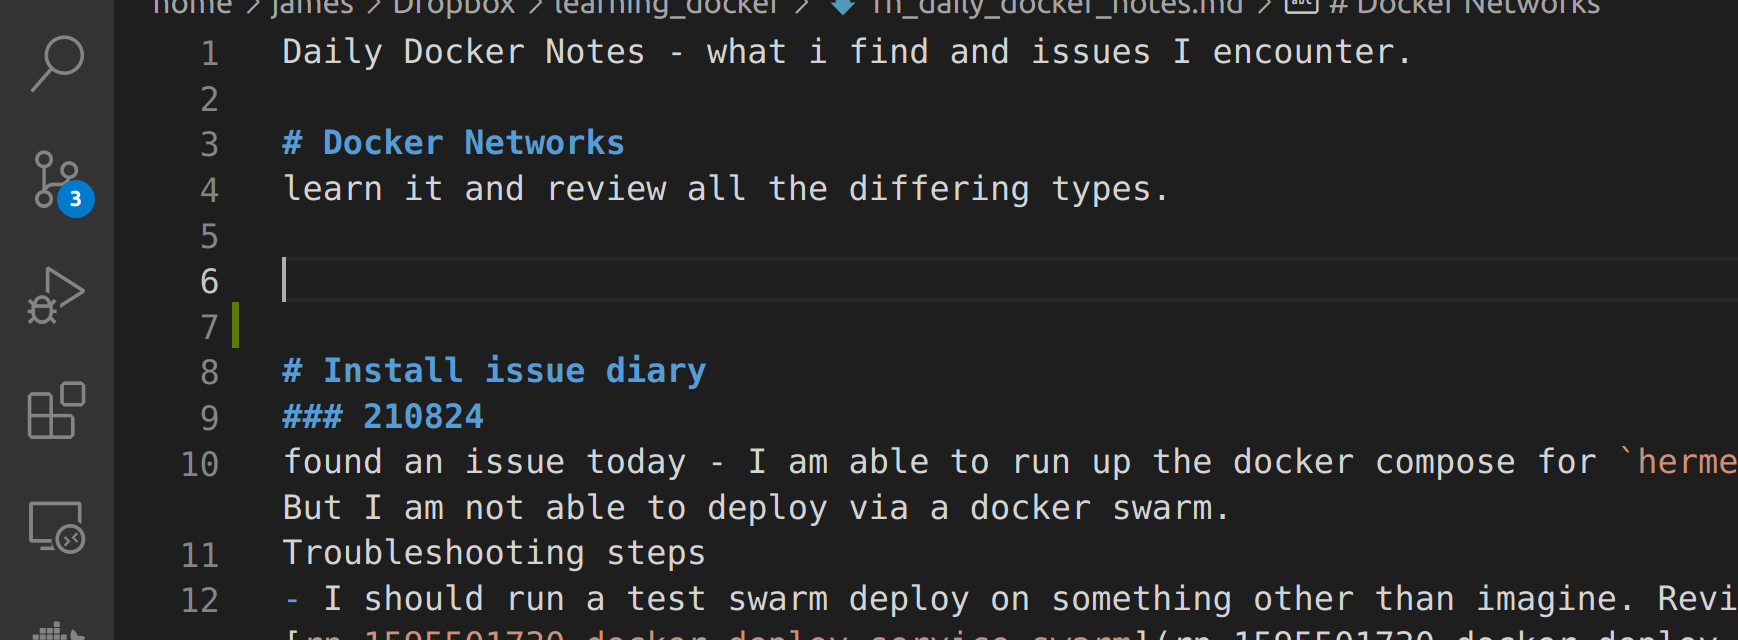 home > james > Dropbox > learning_docker > rn_daily_docker_notes.md > # Docker Networks
1 Daily Docker Notes - what i find and issues I encounter.
2
3 # Docker Networks
4 learn it and review all the differing types.
5
6
7
8 # Install issue diary
9 ### 210824
10 found an issue today - I am able to run up the docker compose for `herme
But I am not able to deploy via a docker swarm.
11 Troubleshooting steps
12 - I should run a test swarm deploy on something other than imagine. Revi
[rn_1595501730_docker_deploy_service_swarm](rn_1595501730_docker_deploy_
3